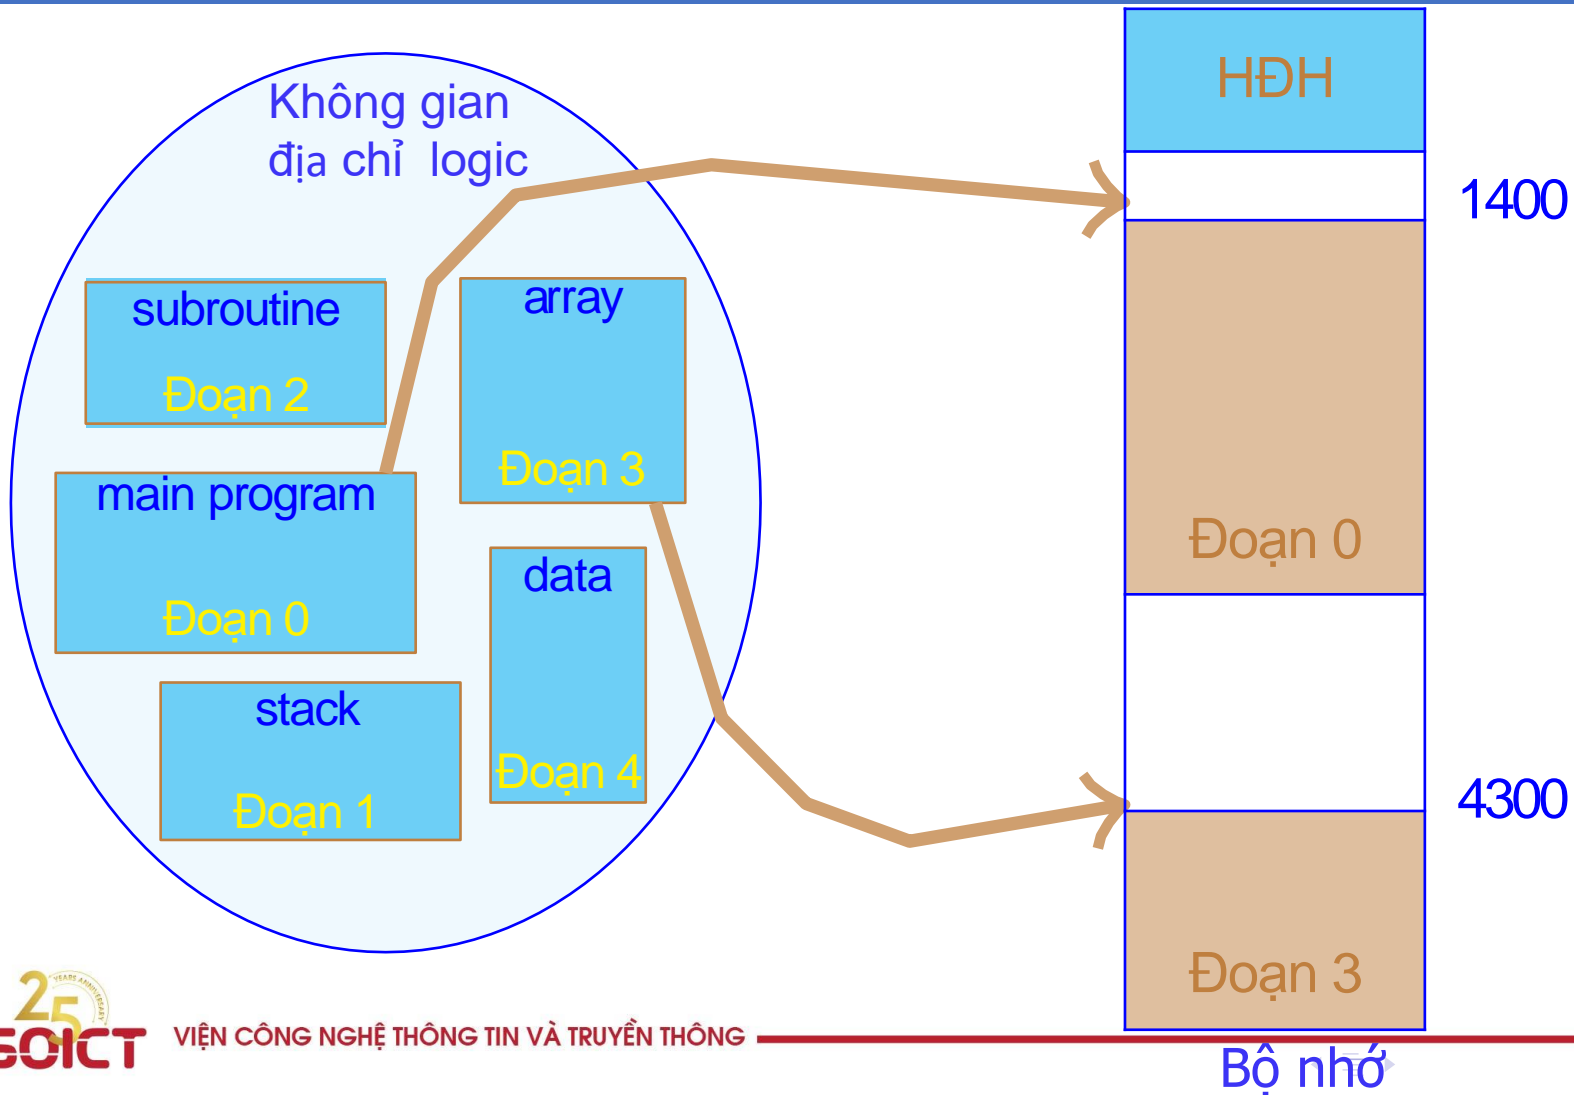 Không gian
địa chỉ logic
subroutine
Đoạn 2
array
Đoạn 3
main program
Đoạn 0
data
Đoạn 4
stack
Đoạn 1
HĐH
1400
Đoạn 0
4300
Đoạn 3
Bộ nhớ
25
YEARS ANNIVERSARY
SOICT
VIỆN CÔNG NGHỆ THÔNG TIN VÀ TRUYỀN THÔNG